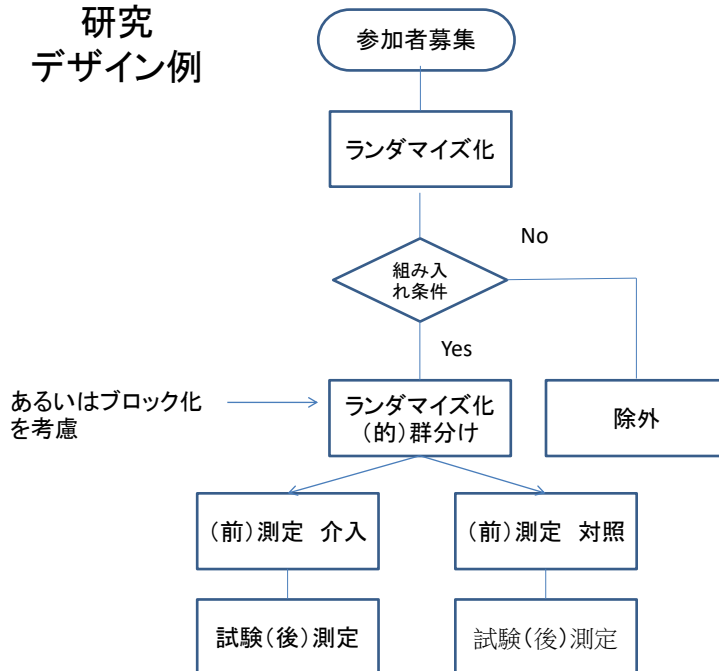 研究
デザイン例
参加者募集
ランダマイズ化
組み入
れ条件
No
Yes
あるいはブロック化
を考慮
ランダマイズ化
(的)群分け
除外
(前)測定 介入
(前)測定 対照
試験(後)測定
試験(後)測定